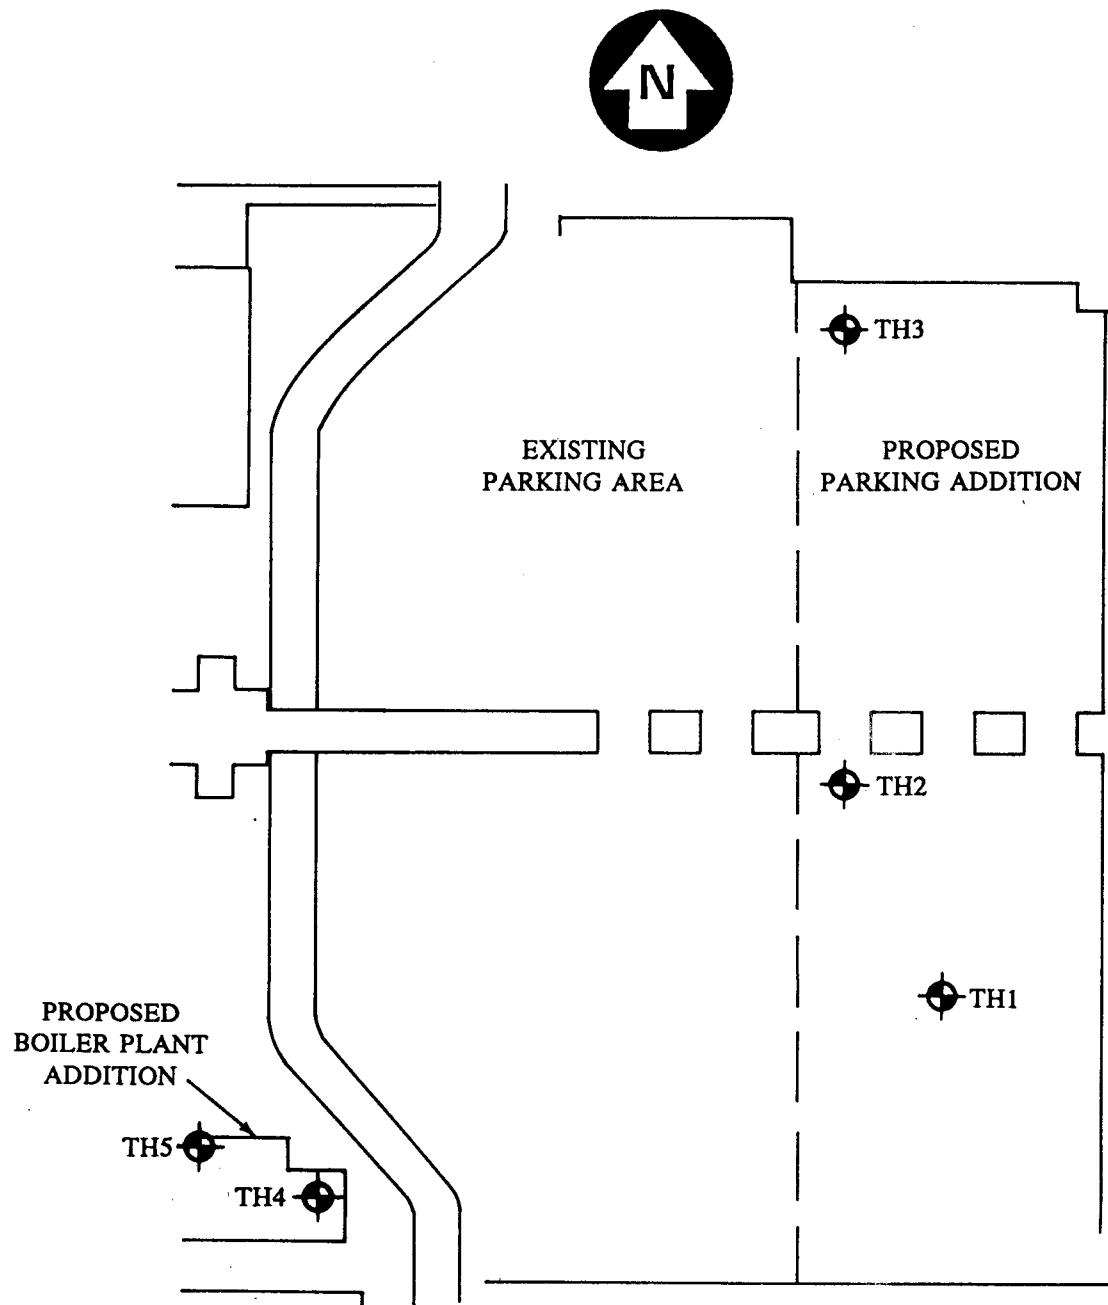 N
TH3
EXISTING
PARKING AREA
PROPOSED
PARKING ADDITION
TH2
TH1
PROPOSED
BOILER PLANT
ADDITION
TH5
TH4